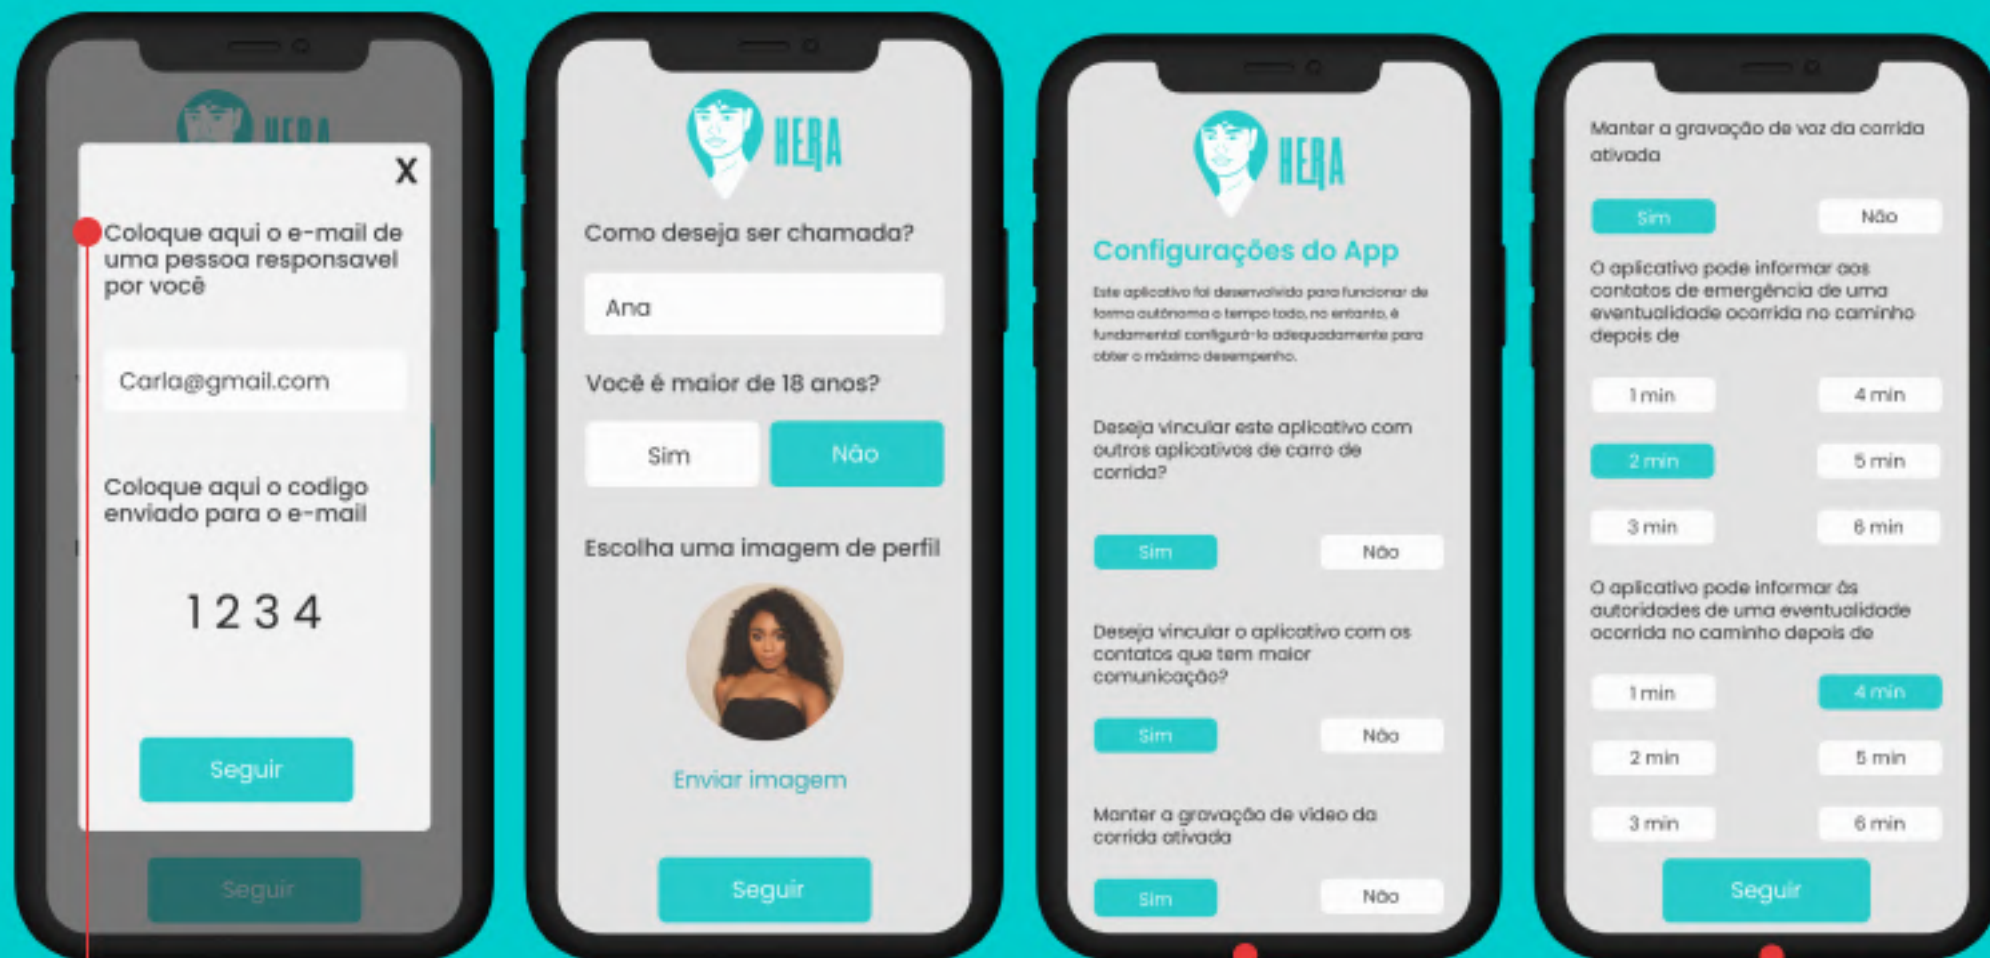 HERA
X
Coloque aqui o e-mail de
uma pessoa responsavel
por você
Carla@gmail.com
Coloque aqui o codigo
enviado para o e-mail
1 2 3 4
Seguir
Seguir
HERA
Como deseja ser chamada?
Ana
Você é maior de 18 anos?
Sim
Não
Escolha uma imagem de perfil
Enviar imagem
Seguir
HERA
Configurações do App
Este aplicativo foi desenvolvido para funcionar de
forma autônoma o tempo todo, no entanto, é
fundamental configurá-lo adequadamente para
obter o máximo desempenho.
Deseja vincular este aplicativo com
outros aplicativos de carro de
corrida?
Sim
Não
Deseja vincular o aplicativo com os
contatos que tem maior
comunicação?
Sim
Não
Manter a gravação de vídeo da
corrida ativada
Sim
Não
Manter a gravação de voz da corrida
ativada
Sim
Não
O aplicativo pode informar aos
contatos de emergência de uma
eventualidade ocorrida no caminho
depois de
1 min
4 min
2 min
5 min
3 min
6 min
O aplicativo pode informar às
autoridades de uma eventualidade
ocorrida no caminho depois de
1 min
4 min
2 min
5 min
3 min
6 min
Seguir